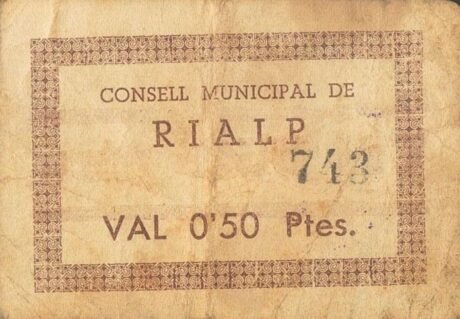 CONSELL MUNICIPAL DE
RIALP
743
VAL 0'50 Ptes.